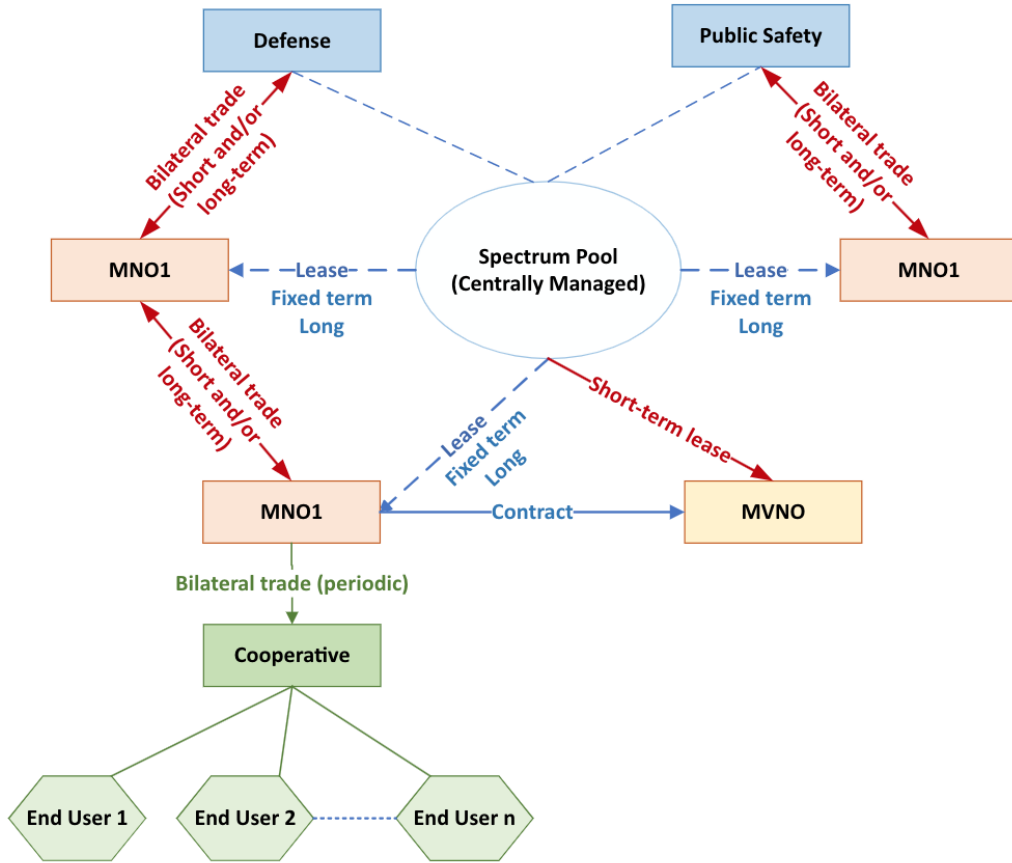 Defense
Public Safety
Bilateral trade
(Short and/or
long-term)
Bilateral trade
(Short and/or
long-term)
MNO1
Lease
Fixed term
Long
Spectrum Pool
(Centrally Managed)
Lease
Fixed term
Long
MNO1
Bilateral trade
(Short and/or
long-term)
Lease
Fixed term
Long
Short-term lease
MNO1
Contract
MVNO
Bilateral trade (periodic)
Cooperative
End User 1
End User 2
End User n